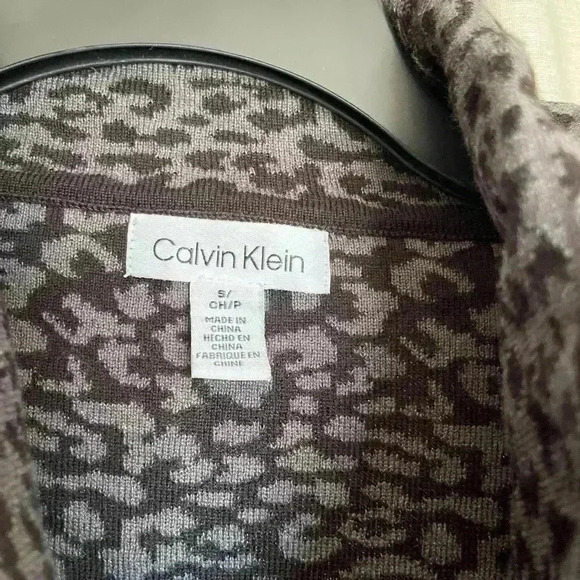 Calvin Klein
S/
CH/P
MADE IN
CHINA
HECHO EN
CHINA
FABRIQUE EN
CHINE